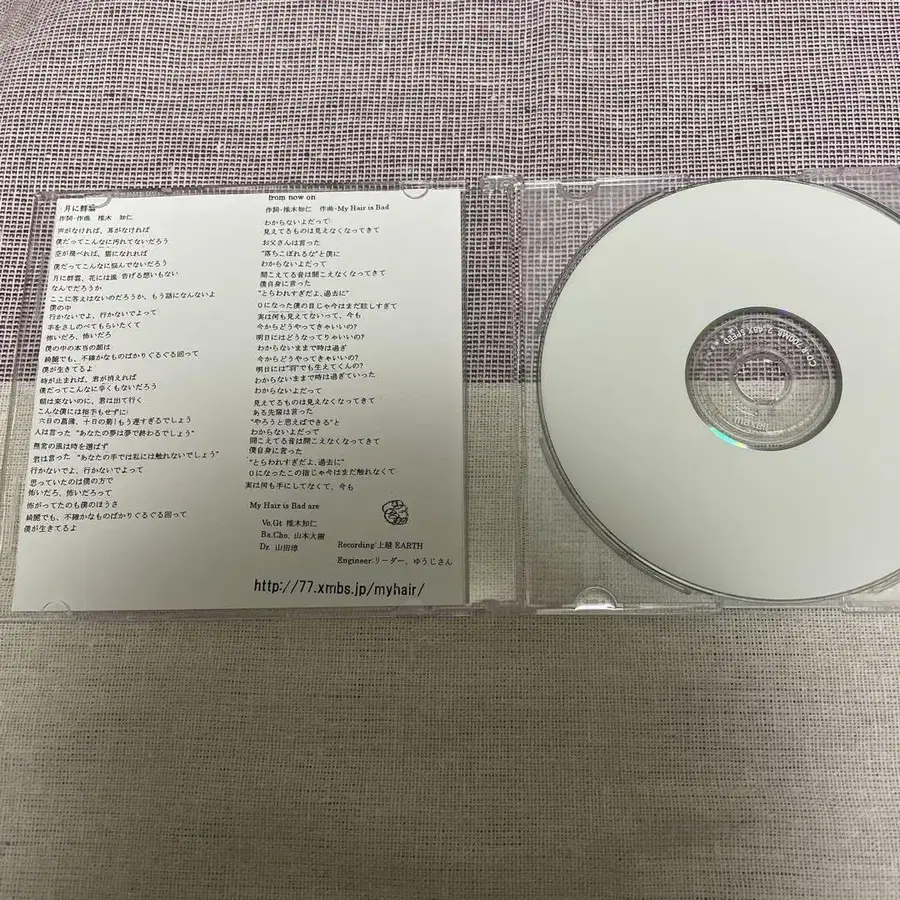 月に群雲
作詞・作曲 椎木 知仁
声がなければ、耳がなければ
僕だってこんなに汚れてないだろう
空が飛べれば、翼になれれば
僕だってこんなに悩んでないだろう
月に群雲、花には風 告げる想いもない
なんでだろうか
ここに答えはないのだろうか、もう話になんないよ
僕の中
行かないでよ、行かないでよって
手をさしのべてもらいたくて
怖いだろ、怖いだろ
僕の中の本当の顔は
綺麗でも、不確かなものばかりぐるぐる回って
僕が生きてるよ
時が止まれば、君が消えれば
僕だってこんなに辛くもないだろう
朝は来ないのに、君は出て行く
こんな僕には相手もせずに
六日の菖蒲、十日の菊もう遅すぎるでしょう
人は言った “あなたの夢は夢で終わるでしょう”
無常の風は時を選ばず
君は言った “あなたの手では私には触れないでしょう”
行かないでよ、行かないでよって
思っていたのは僕の方で
怖いだろ、怖いだろって
怖がってたのも僕のほうさ
綺麗でも、不確かなものばかりぐるぐる回って
僕が生きてるよ
from now on
作詞・椎木知仁 作曲・My Hair is Bad
わからないよだって
見えてるものは見えなくなってきて
お父さんは言った
“落ちこぼれるな”と僕に
わからないよだって
聞こえてる音は聞こえなくなってきて
僕自身に言った
“とらわれすぎだよ、過去に”
0になった僕の目じゃ今はまだ眩しすぎて
実は何も見えてないって、今も
今からどうやってきゃいいの?
明日にはどうやって明りゃいいの?
わからないままで時は過ぎ
今からどうやってきゃいいの?
明日には“羽”でも生えてくんの?
わからないままで時は過ぎていった
わからないよだって
見えてるものは見えなくなってきて
ある先輩は言った
“やろうと思えばできる”と
わからないよだって
聞こえてる音は聞こえなくなってきて
僕自身に言った
“とらわれすぎだよ、過去に”
0になったこの指じゃ今はまだ触れなくて
実は何も手にしてなくて、今も
My Hair is Bad are
Vo.Gt 椎木知仁
Ba.Cho. 山本大樹
Dr. 山田淳
Recording:上越 EARTH
Engineer:リーダー、ゆうじさん
http://77.xmbs.jp/myhair/
CD-R 700MB 2-48X SPEED
maxell